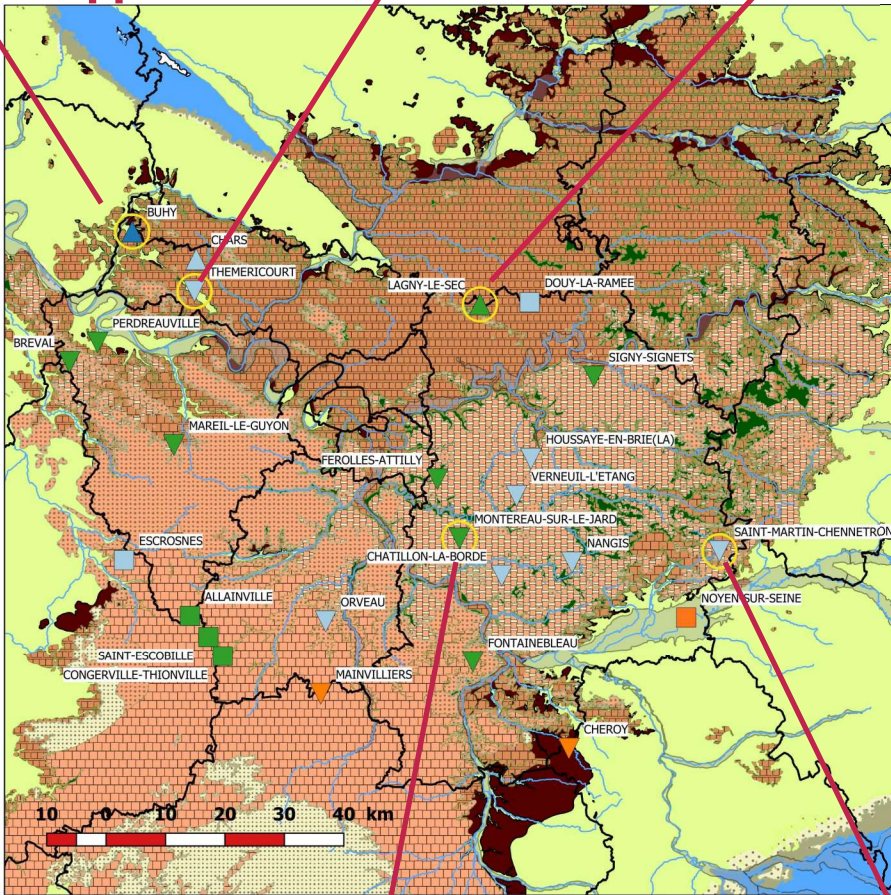 BUHY
CHARS
THEMERICOURT
LAGNY-LE-SEC
DOUY-LA-RAMEE
PERDREAUVILLE
BREVAL
SIGNY-SIGNETS
MAREIL-LE-GUYON
HOUSSAYE-EN-BRIE(LA)
FEROLLES-ATTILLY
VERNEUIL-L'ETANG
MONTEREAU-SUR-LE-JARD
SAINT-MARTIN-CHENNETRON
ESCROSNES
CHATILLON-LA-BORDE
NANGIS
ALLAINVILLE
ORVEAU
NOYEN-SUR-SEINE
SAINT-ESCOBILLE
FONTAINEBLEAU
CONGERVILLE-THIONVILLE
MAINVILLIERS
CHEROY
10 0 10 20 30 40 km